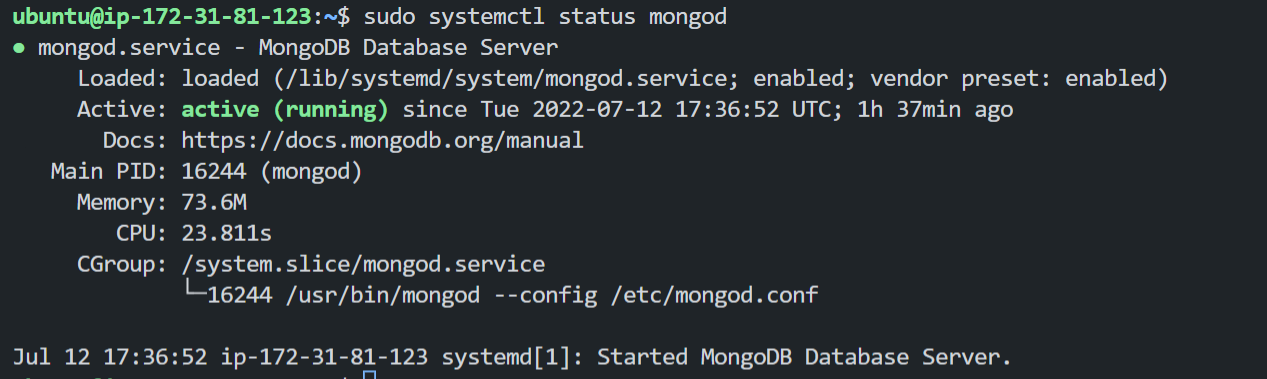 ubuntu@ip-172-31-81-123:~$ sudo systemctl status mongod
● mongod.service - MongoDB Database Server
Loaded: loaded (/lib/systemd/system/mongod.service; enabled; vendor preset: enabled)
Active: active (running) since Tue 2022-07-12 17:36:52 UTC; 1h 37min ago
Docs: https://docs.mongodb.org/manual
Main PID: 16244 (mongod)
Memory: 73.6M
CPU: 23.811s
CGroup: /system.slice/mongod.service
└─16244 /usr/bin/mongod --config /etc/mongod.conf
Jul 12 17:36:52 ip-172-31-81-123 systemd[1]: Started MongoDB Database Server.